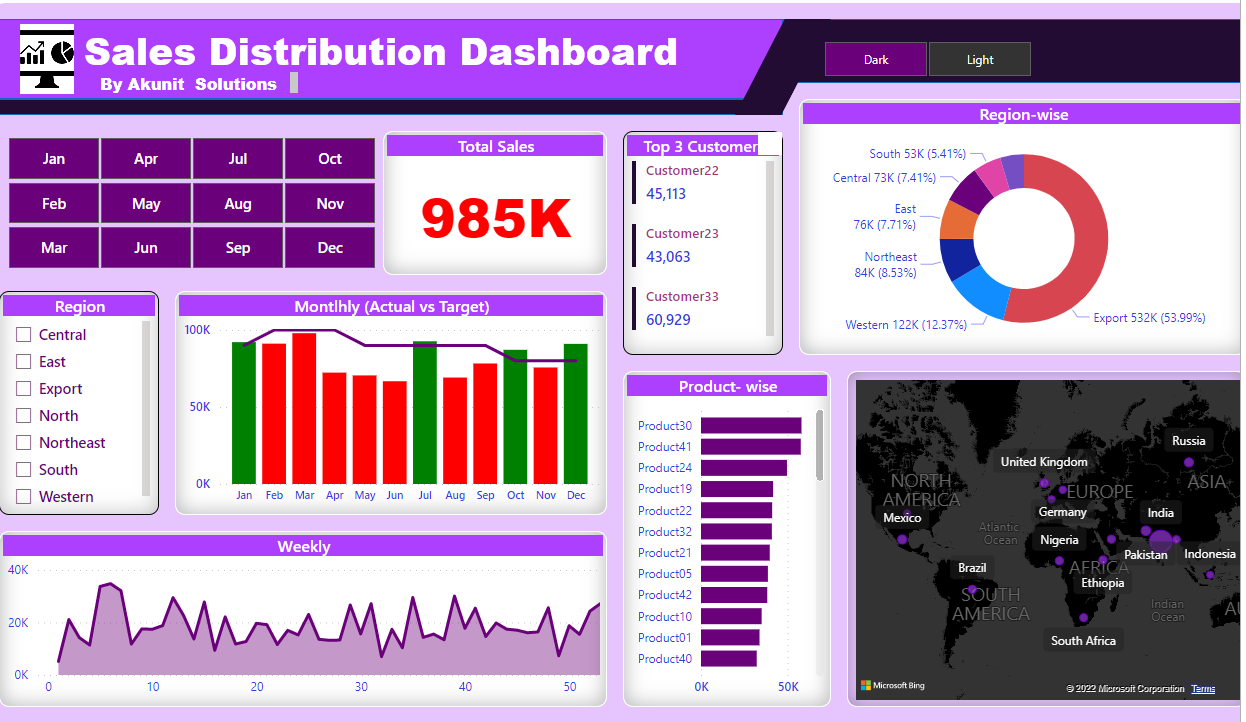 Sales Distribution Dashboard
By Akunit Solutions
Dark
Light
Jan
Apr
Jul
Oct
Feb
May
Aug
Nov
Mar
Jun
Sep
Dec
Total Sales
985K
Top 3 Customer
Customer22
45,113
Customer23
43,063
Customer33
60,929
Region-wise
South 53K (5.41%)
Central 73K (7.41%)
East
76K (7.71%)
Northeast
84K (8.53%)
Western 122K (12.37%)
Export 532K (53.99%)
Region
Central
East
Export
North
Northeast
South
Western
Montlhly (Actual vs Target)
100K
50K
0K
Jan Feb Mar Apr May Jun Jul Aug Sep Oct Nov Dec
Product- wise
Product30
Product41
Product24
Product19
Product22
Product32
Product21
Product05
Product42
Product10
Product01
Product40
0K 50K
Weekly
40K
20K
0K
0 10 20 30 40 50
Russia
United Kingdom
NORTH
AMERICA
ASIA
EUROPE
Mexico
Germany
India
Atlantic
Ocean
Nigeria
Pakistan
Indonesia
Brazil
AFRICA
Ethiopia
SOUTH
AMERICA
Indian
Ocean
AU
South Africa
Microsoft Bing
© 2022 Microsoft Corporation Terms